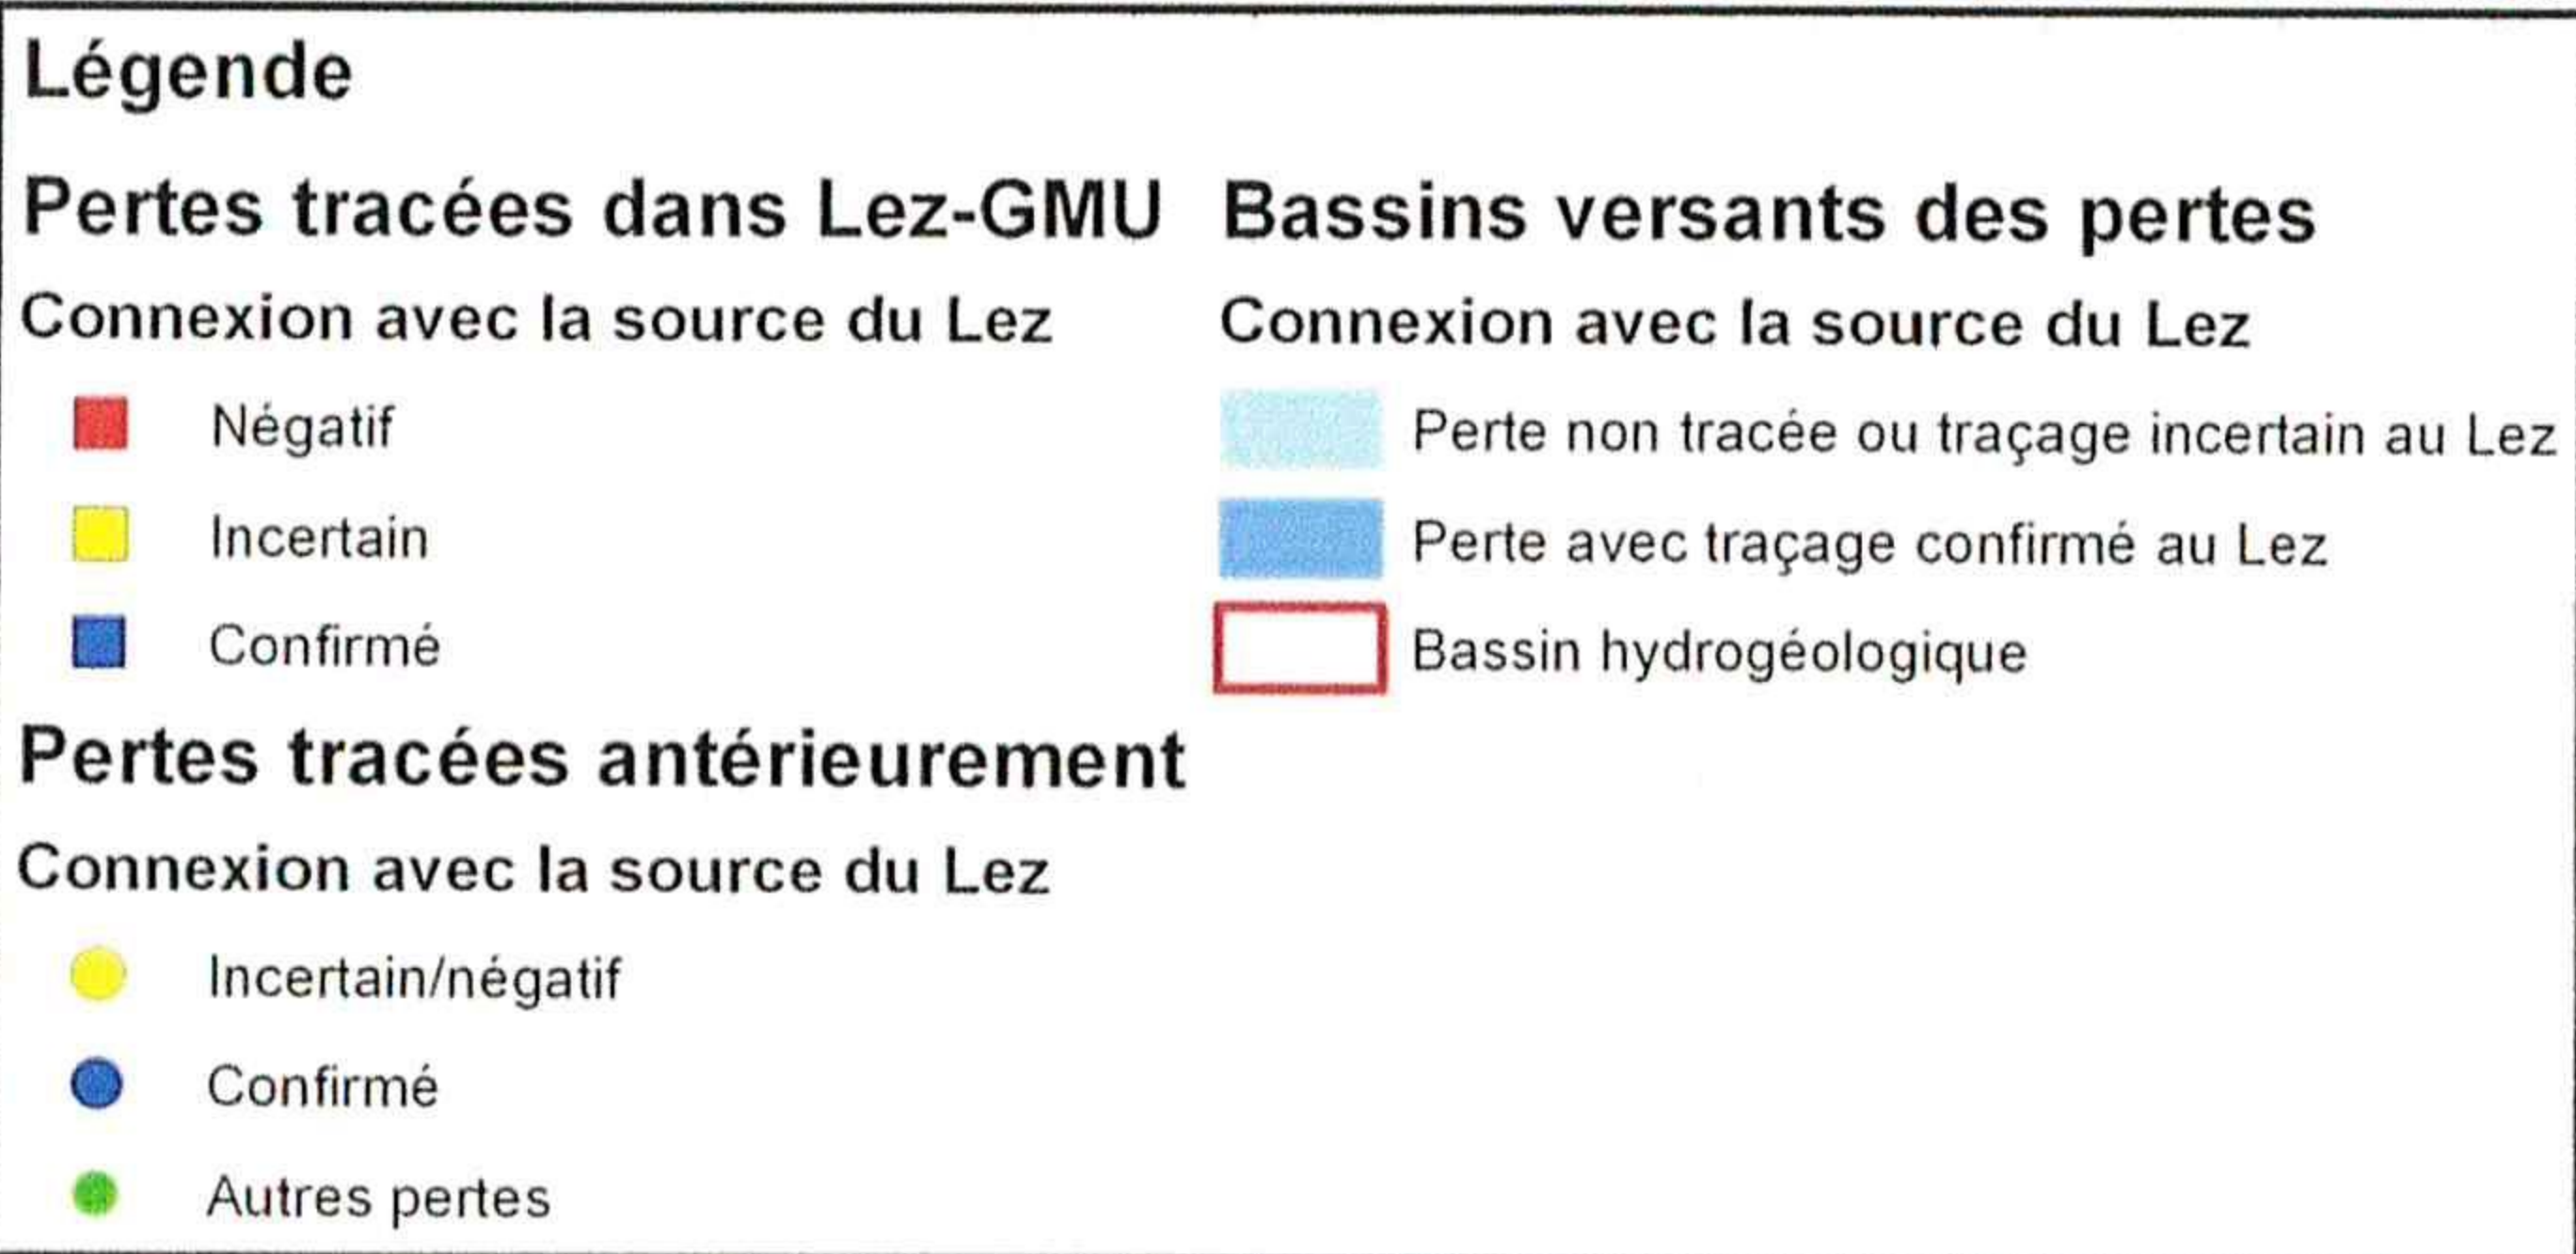 Légende
Pertes tracées dans Lez-GMU
Connexion avec la source du Lez
Négatif
Incertain
Confirmé
Pertes tracées antérieurement
Connexion avec la source du Lez
Incertain/négatif
Confirmé
Autres pertes
Bassins versants des pertes
Connexion avec la source du Lez
Perte non tracée ou traçage incertain au Lez
Perte avec traçage confirmé au Lez
Bassin hydrogéologique